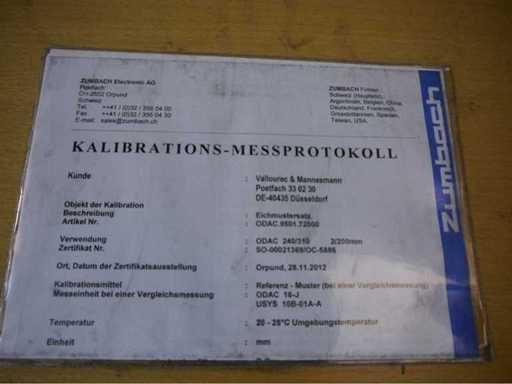 ZUMBACH Electronic AG
Postfach
CH-2552 Orpund
Schweiz
Tel. ++41 / (0)32 / 356 04 00
Fax ++41 / (0)32 / 356 04 30
E-mail: sales@zumbach.ch
ZUMBACH Firmen:
Schweiz (Hauptsitz),
Argentinien, Belgien, China,
Deutschland, Frankreich,
Grossbritannien, Spanien,
Taiwan, USA.
Zumbach
KALIBRATIONS-MESSPROTOKOLL
Kunde : Vallourec & Mannesmann
Postfach 33 02 30
DE-40435 Düsseldorf
Objekt der Kalibration
Beschreibung : Eichmustersatz,
Artikel Nr. : ODAC.9501.72000
Verwendung : ODAC 240/310 2/200mm
Zertifikat Nr. : SO-00021369/OC-5886
Ort, Datum der Zertifikatsausstellung : Orpund, 28.11.2012
Kalibrationsmittel : Referenz - Muster (bei einer Vergleichsmessung)
Messeinheit bei einer Vergleichsmessung : ODAC 16-J
USYS 10B-01A-A
Temperatur : 20 - 25°C Umgebungstemperatur
Einheit : mm